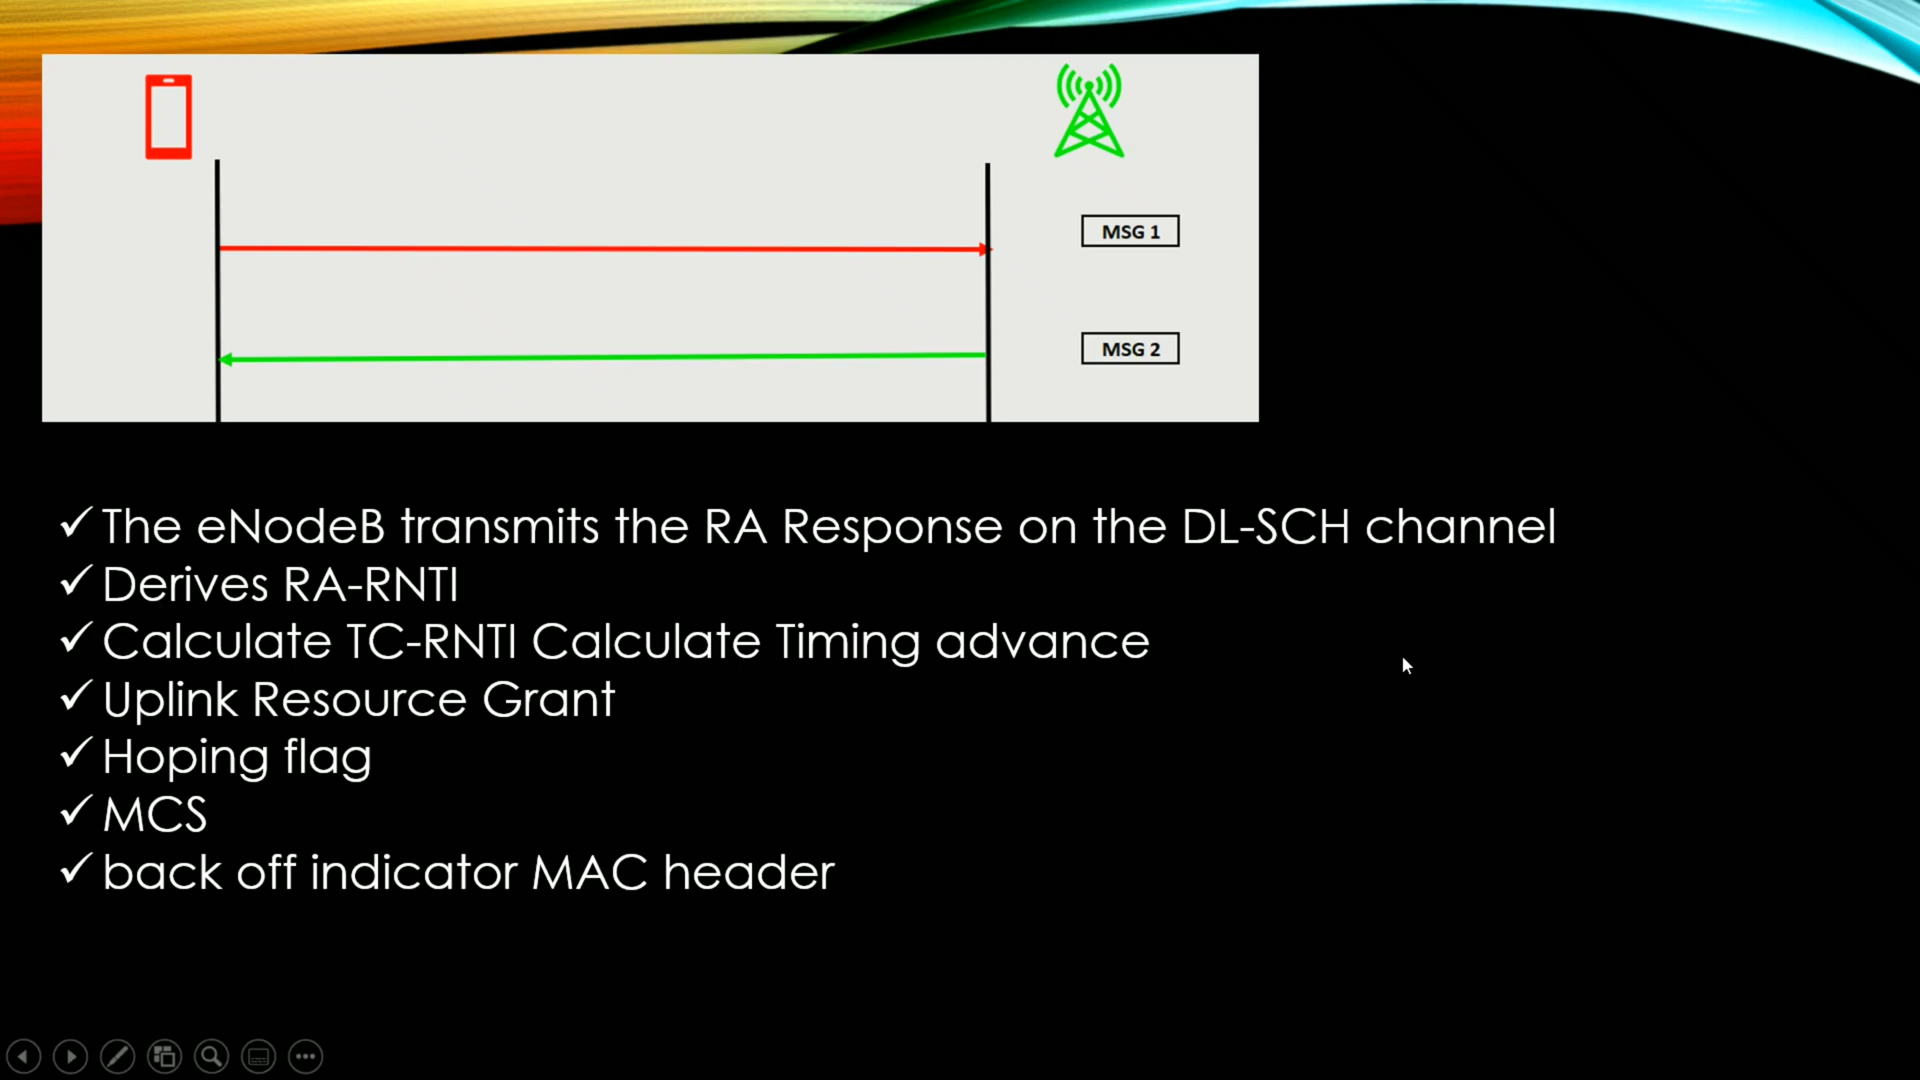 MSG 1
MSG 2
✓ The eNodeB transmits the RA Response on the DL-SCH channel
✓ Derives RA-RNTI
✓ Calculate TC-RNTI Calculate Timing advance
✓ Uplink Resource Grant
✓ Hoping flag
✓ MCS
✓ back off indicator MAC header